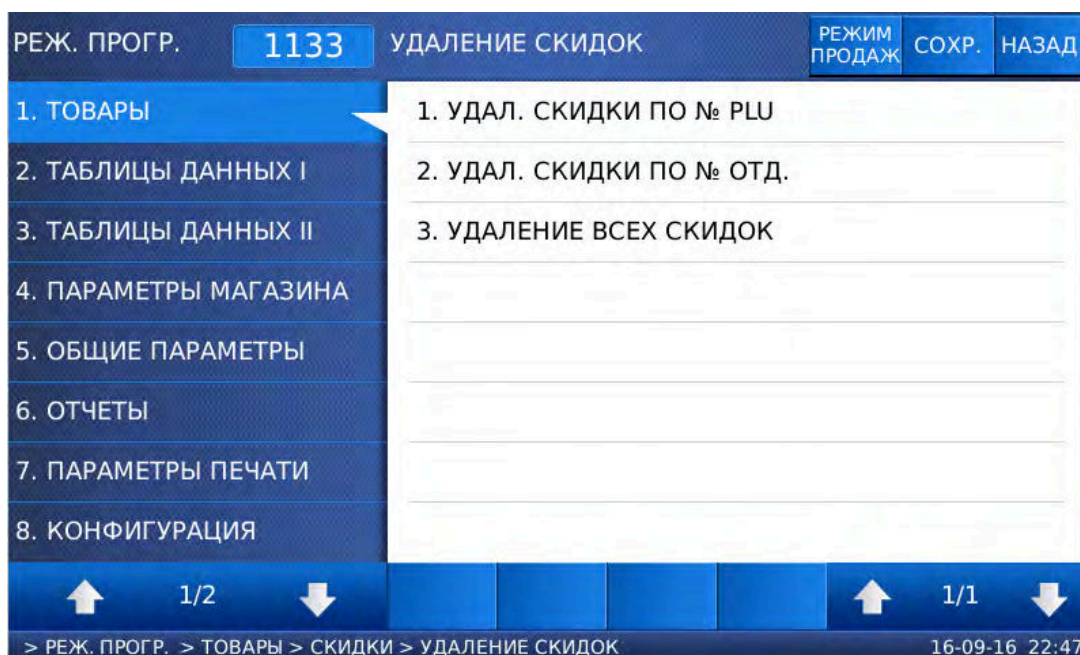 РЕЖ. ПРОГР. 1133 УДАЛЕНИЕ СКИДОК РЕЖИМ ПРОДАЖ СОХР. НАЗАД
1. ТОВАРЫ
2. ТАБЛИЦЫ ДАННЫХ I
3. ТАБЛИЦЫ ДАННЫХ II
4. ПАРАМЕТРЫ МАГАЗИНА
5. ОБЩИЕ ПАРАМЕТРЫ
6. ОТЧЕТЫ
7. ПАРАМЕТРЫ ПЕЧАТИ
8. КОНФИГУРАЦИЯ
1. УДАЛ. СКИДКИ ПО № PLU
2. УДАЛ. СКИДКИ ПО № ОТД.
3. УДАЛЕНИЕ ВСЕХ СКИДОК
1/2
1/1
> РЕЖ. ПРОГР. > ТОВАРЫ > СКИДКИ > УДАЛЕНИЕ СКИДОК
16-09-16 22:47